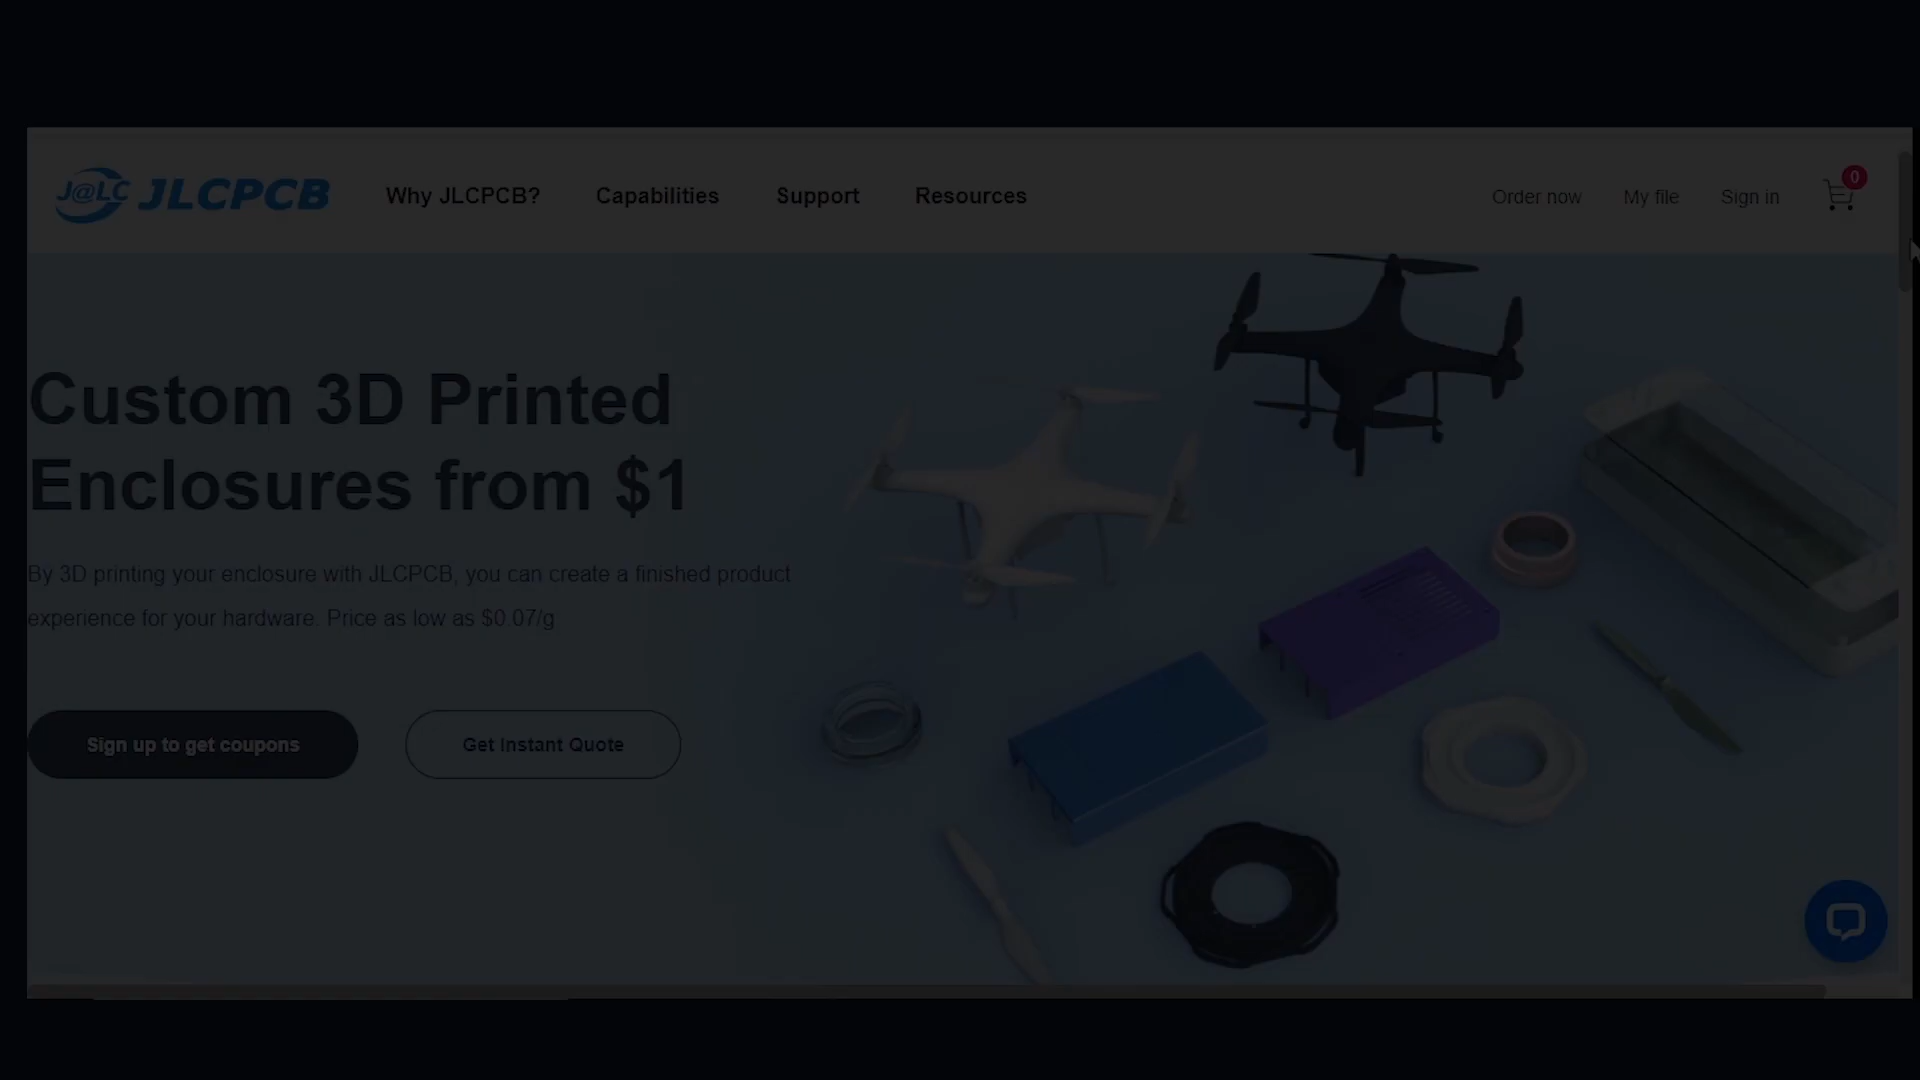 J@LC JLCPCB Why JLCPCB? Capabilities Support Resources Order now My file Sign in 0
Custom 3D Printed
Enclosures from $1
By 3D printing your enclosure with JLCPCB, you can create a finished product
experience for your hardware. Price as low as $0.07/g
Sign up to get coupons Get Instant Quote